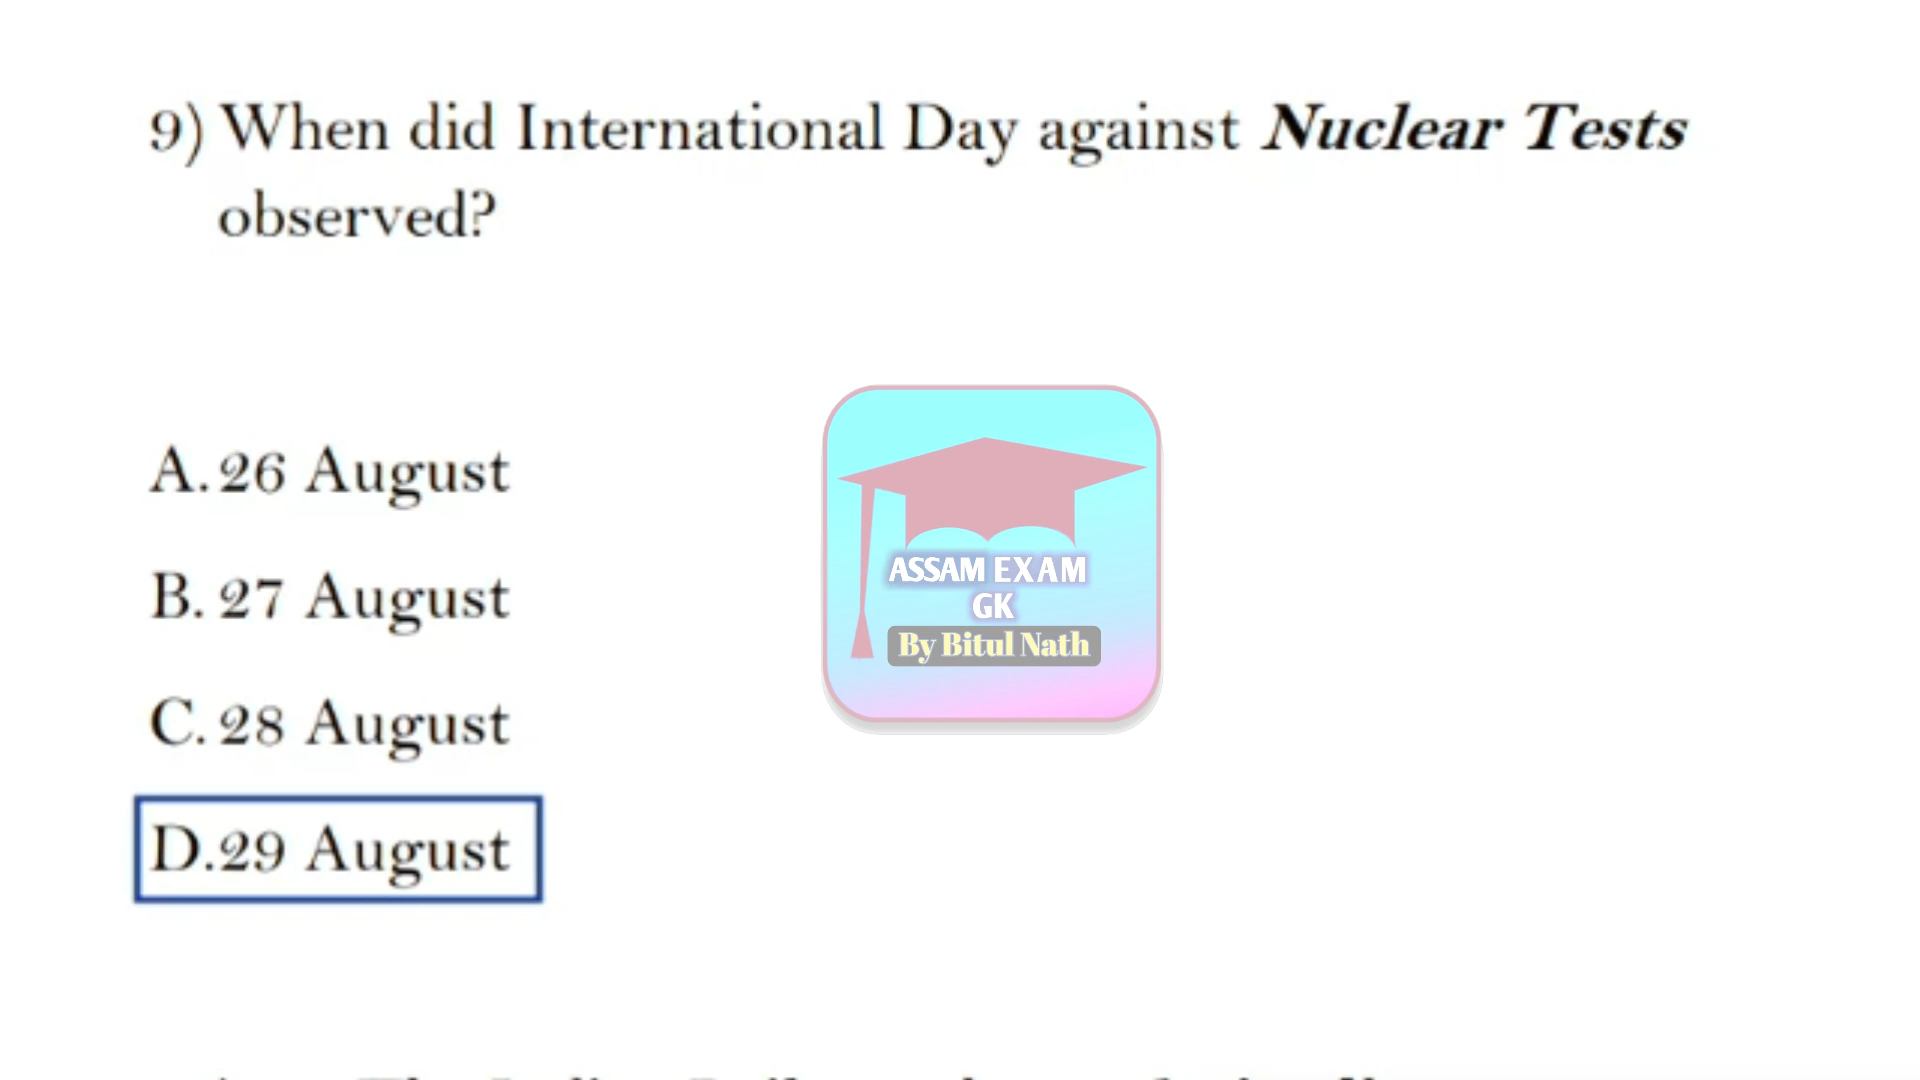 9) When did International Day against Nuclear Tests
observed?
A. 26 August
B. 27 August
C. 28 August
D. 29 August
ASSAM EXAM
GK
By Bitul Nath